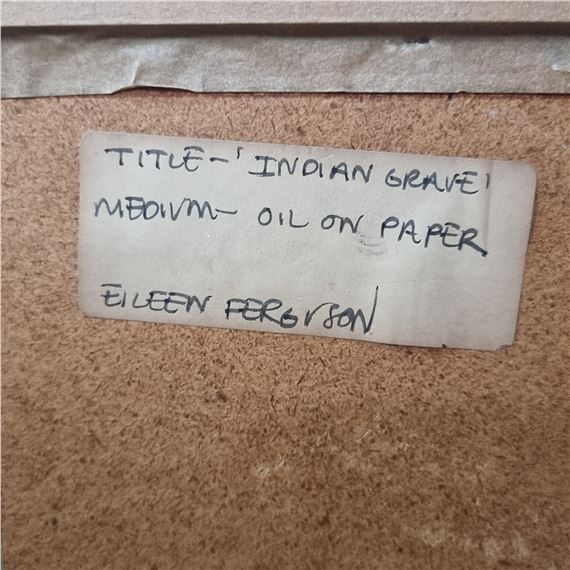 TITLE - 'INDIAN GRAVE'
MEDIUM - OIL ON PAPER
EILEEN FERGUSON